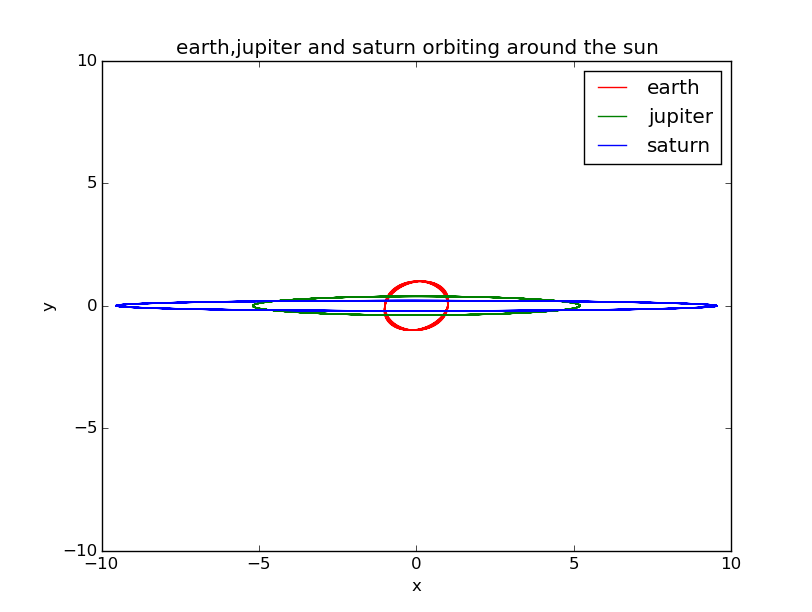 earth,jupiter and saturn orbiting around the sun
earth
jupiter
saturn
10
5
0
−5
−10
y
−10
−5
0
5
10
x